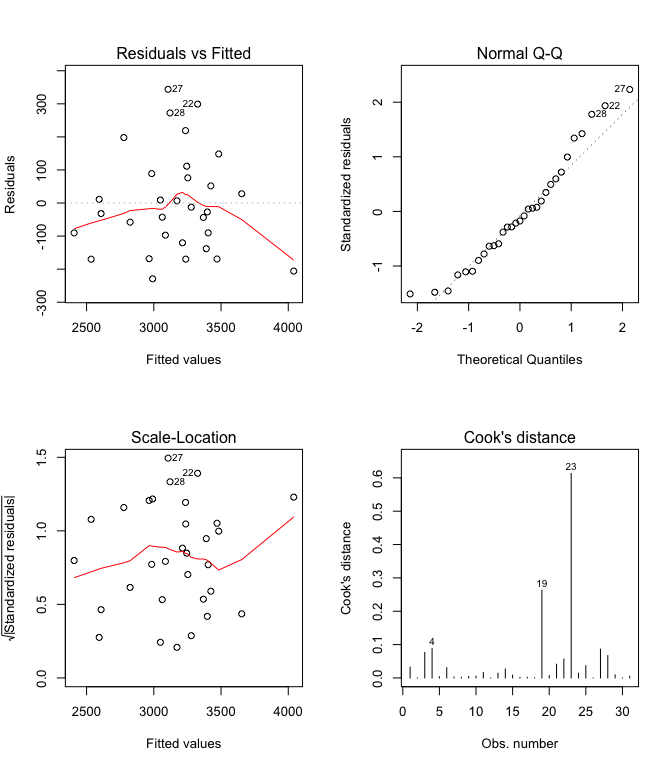 Residuals vs Fitted
Residuals
300
0
-100
-300
27
22
28
2500 3000 3500 4000
Fitted values
Normal Q-Q
Standardized residuals
2
1
0
-1
27
22
28
-2 -1 0 1 2
Theoretical Quantiles
Scale-Location
√|Standardized residuals|
1.5
1.0
0.5
0.0
27
22
28
2500 3000 3500 4000
Fitted values
Cook's distance
Cook's distance
0.6
0.5
0.4
0.3
0.2
0.1
0.0
23
19
4
0 5 10 15 20 25 30
Obs. number